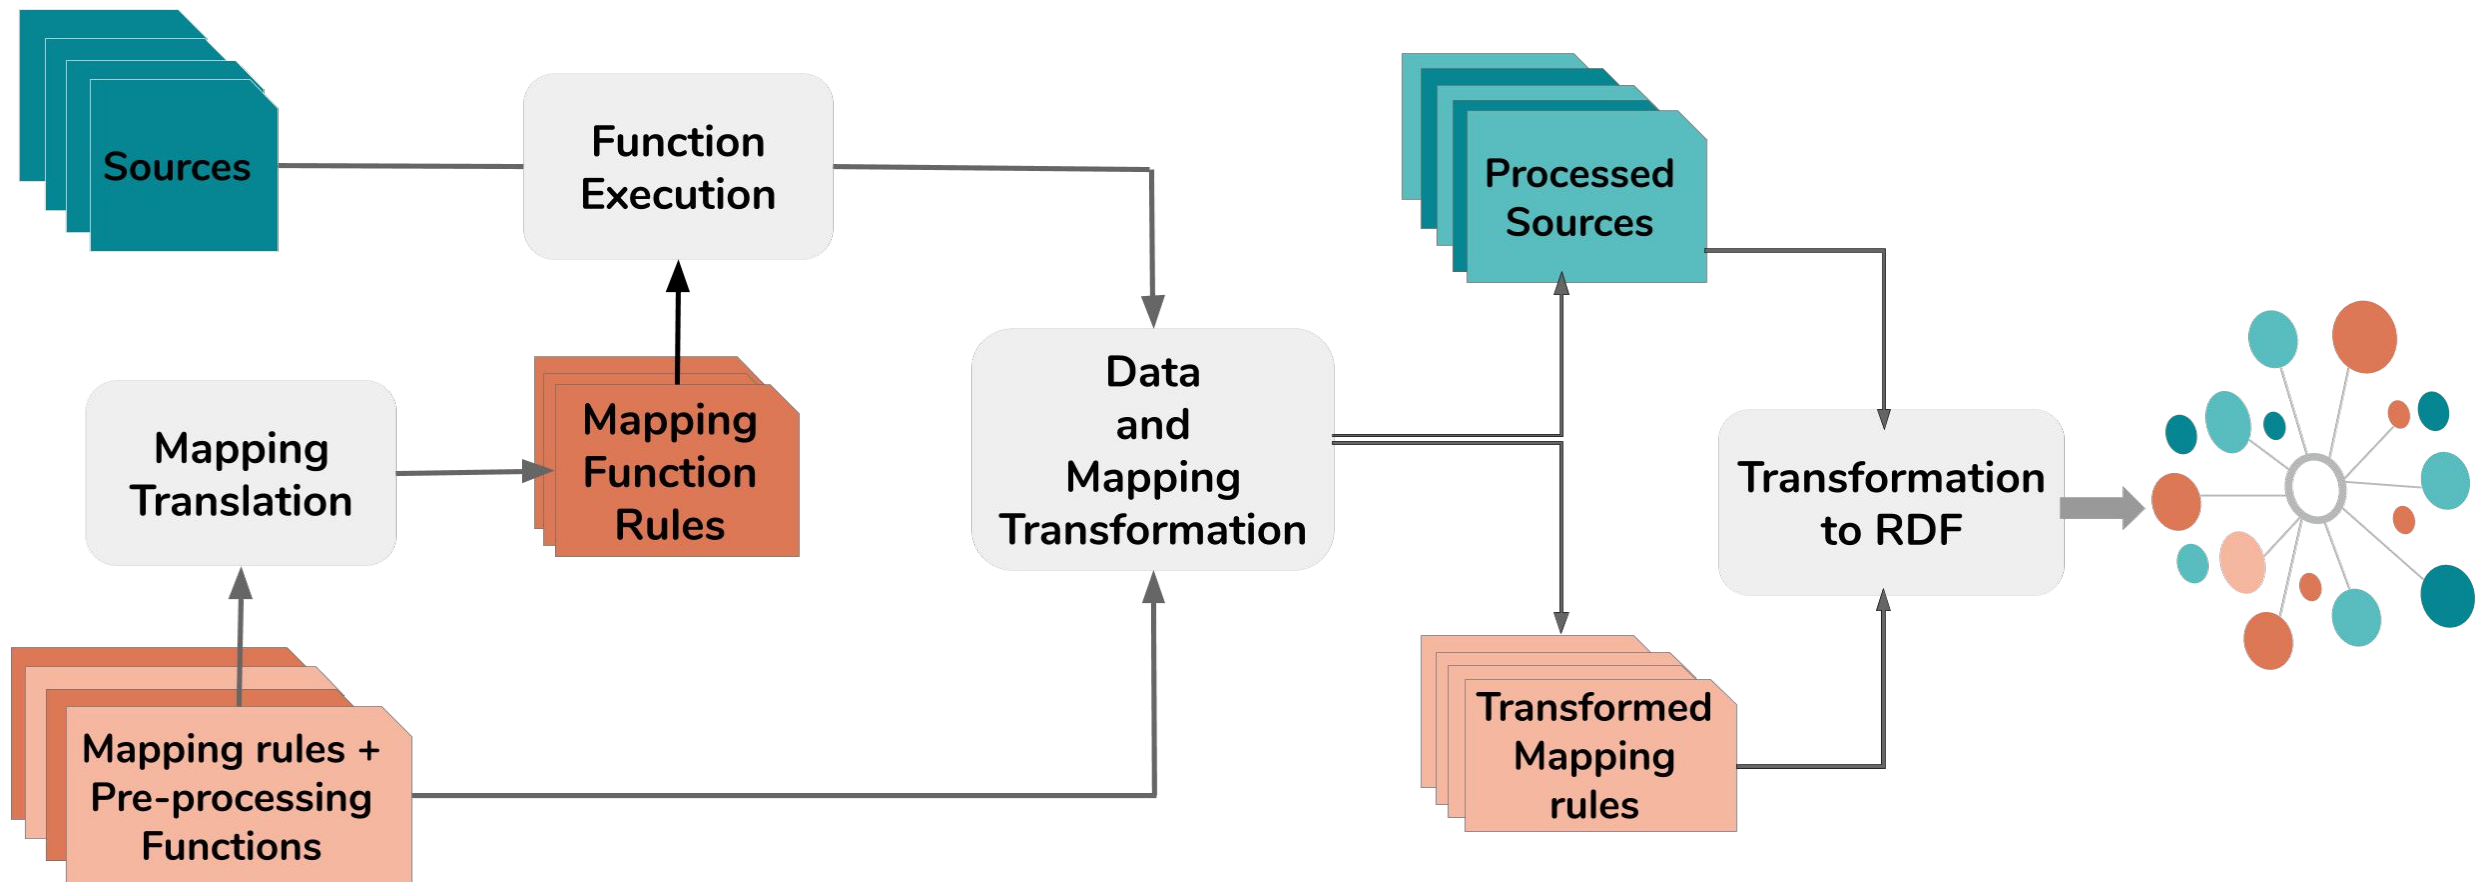 Sources
Function
Execution
Mapping
Translation
Mapping
Function
Rules
Mapping rules +
Pre-processing
Functions
Data
and
Mapping
Transformation
Processed
Sources
Transformed
Mapping
rules
Transformation
to RDF